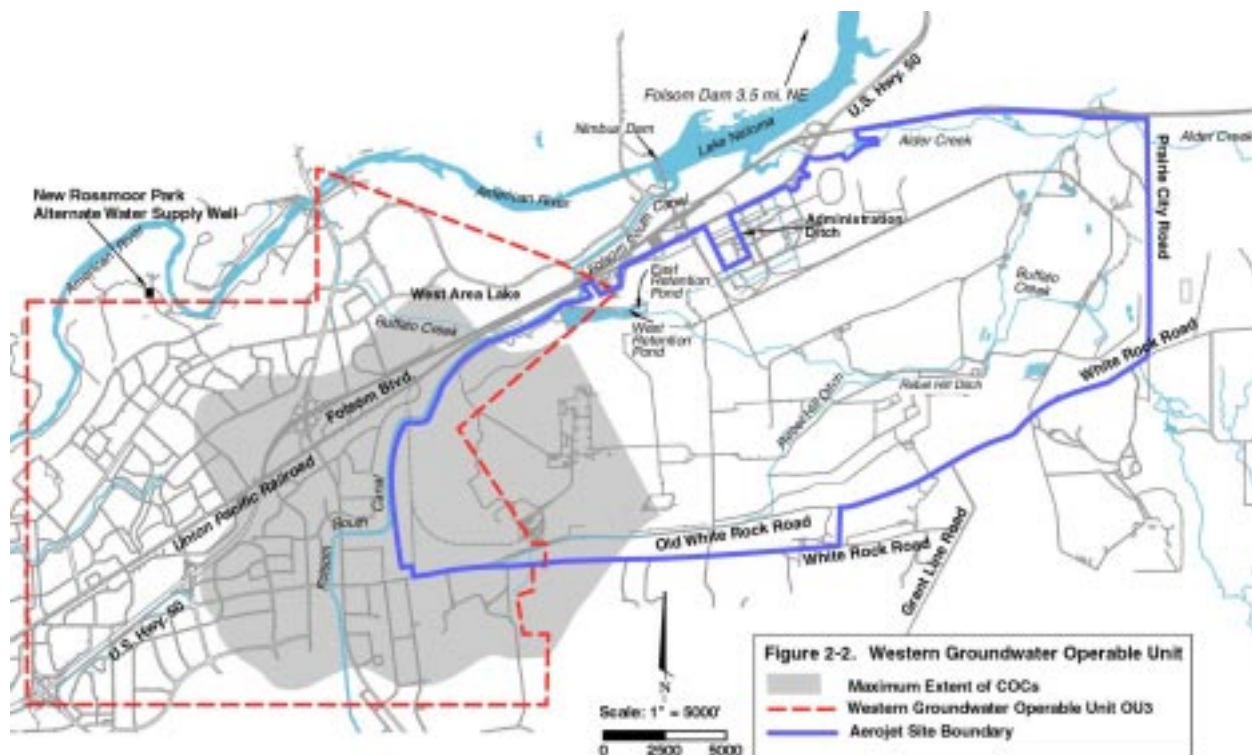 Folsom Dam 3.5 mi. NE
U.S. Hwy. 50
Nimbus Dam
Lake Natoma
Alder Creek
Alder Creek
Prairie City Road
New Rossmoor Park
Alternate Water Supply Well
American River
American River
Folsom South Canal
Administration
Ditch
East
Retention
Pond
West Area Lake
Buffalo Creek
West
Retention
Pond
Buffalo
Creek
White Rock Road
Folsom Blvd.
Rebel Hill Ditch
Rebel Hill Ditch
Union Pacific Railroad
Folsom South Canal
Old White Rock Road
White Rock Road
Grant Line Road
U.S. Hwy. 50
N
Scale: 1" = 5000'
0 2500 5000
Figure 2-2. Western Groundwater Operable Unit
Maximum Extent of COCs
Western Groundwater Operable Unit OU3
Aerojet Site Boundary